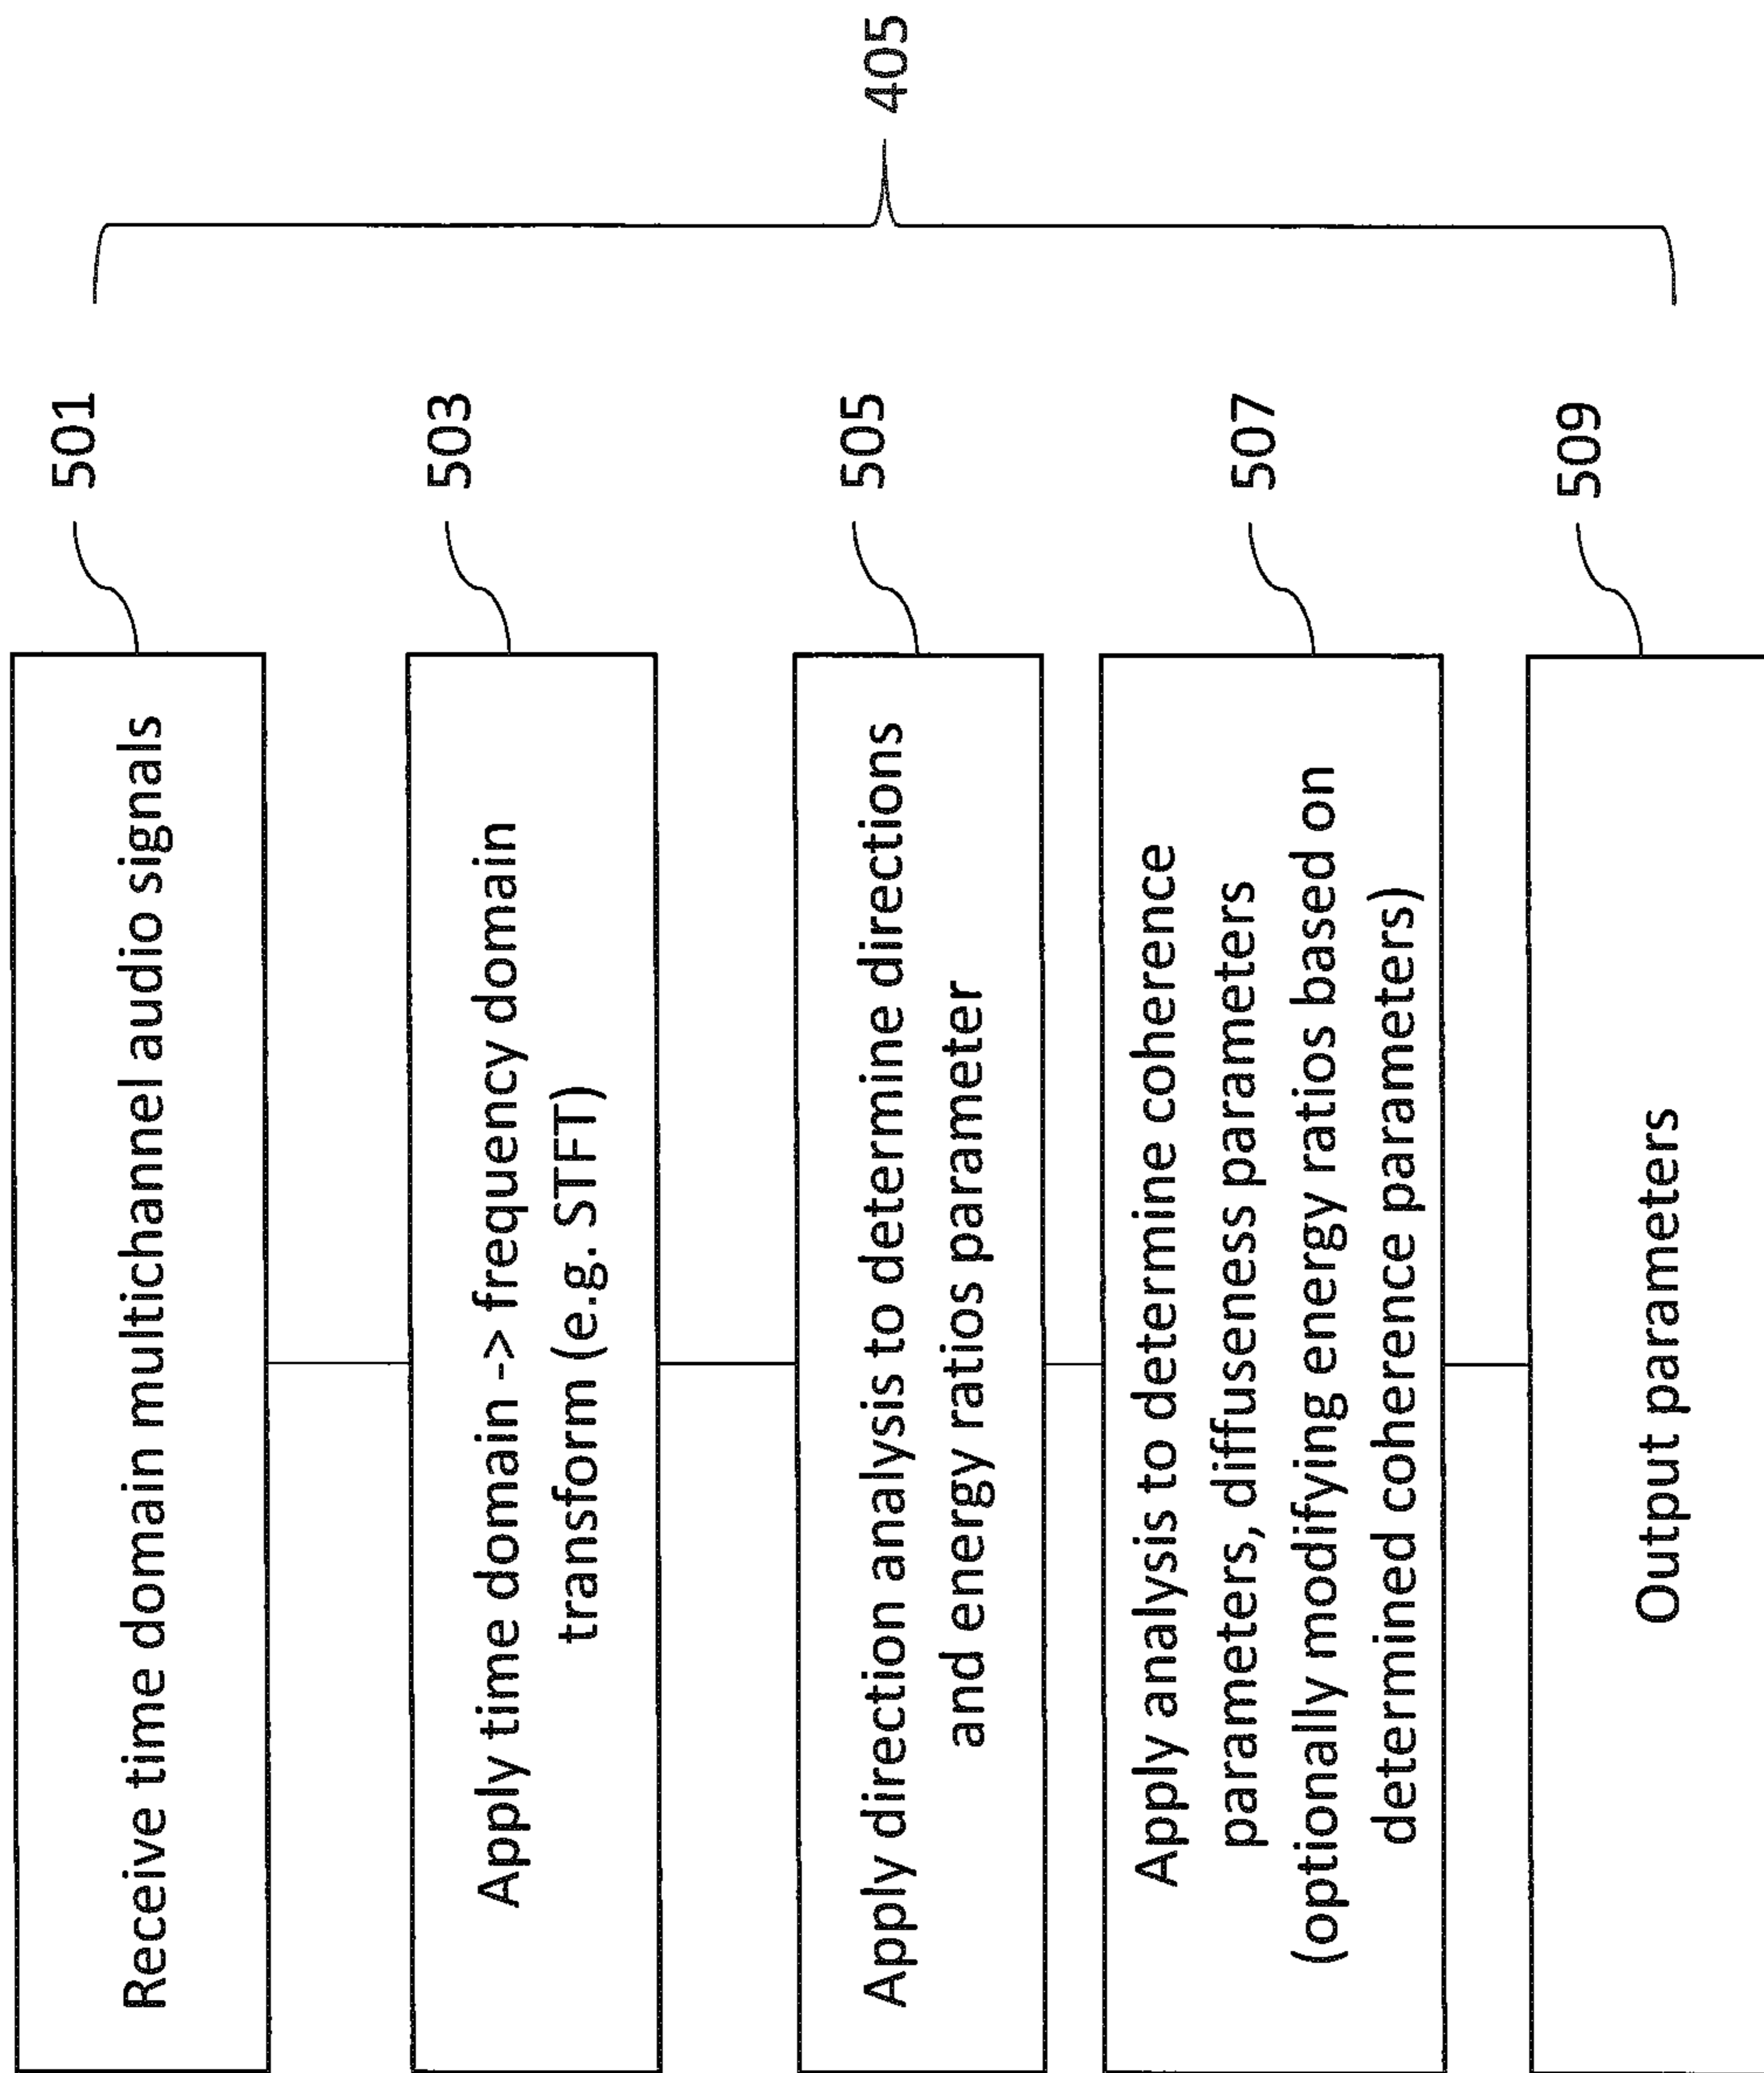 Receive time domain multichannel audio signals
501
Apply time domain -> frequency domain
transform (e.g. STFT)
503
Apply direction analysis to determine directions
and energy ratios parameter
505
Apply analysis to determine coherence
parameters, diffuseness parameters
(optionally modifying energy ratios based on
determined coherence parameters)
507
Output parameters
509
405